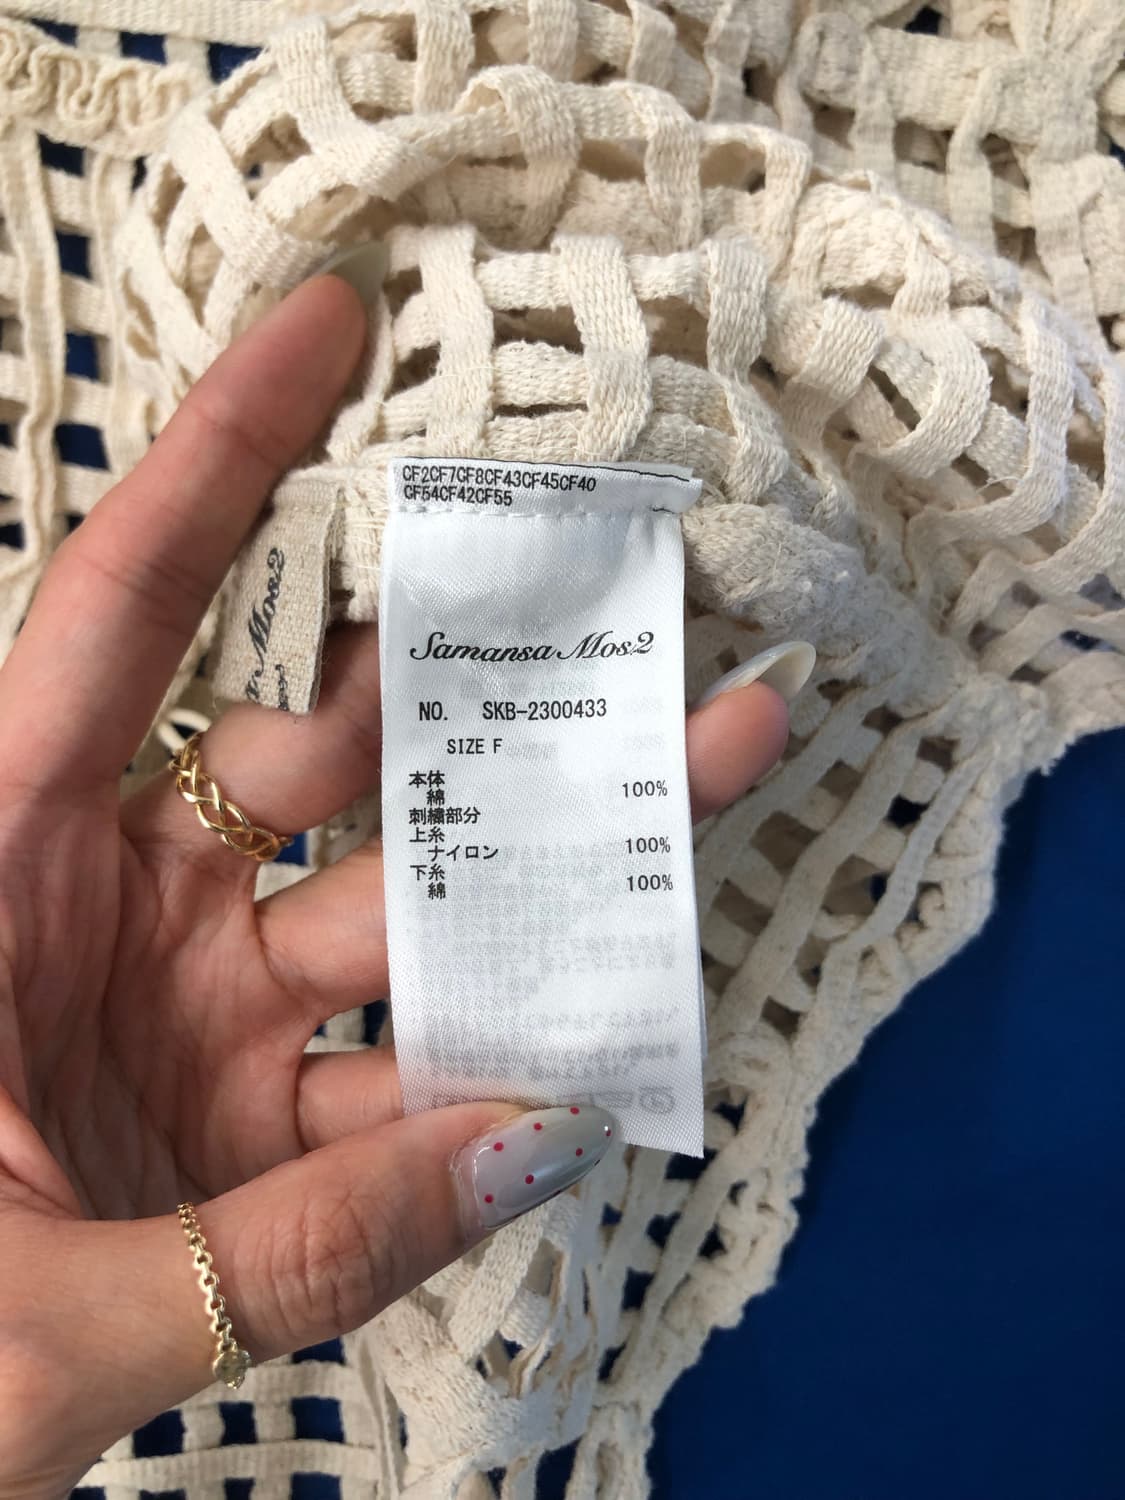 CF2CF7CF8CF43CF45CF40
CF54CF42CF55
Samansa Mos2
NO. SKB-2300433
SIZE F
本体
綿 100%
刺繍部分
上糸
ナイロン 100%
下糸
綿 100%
Mos2